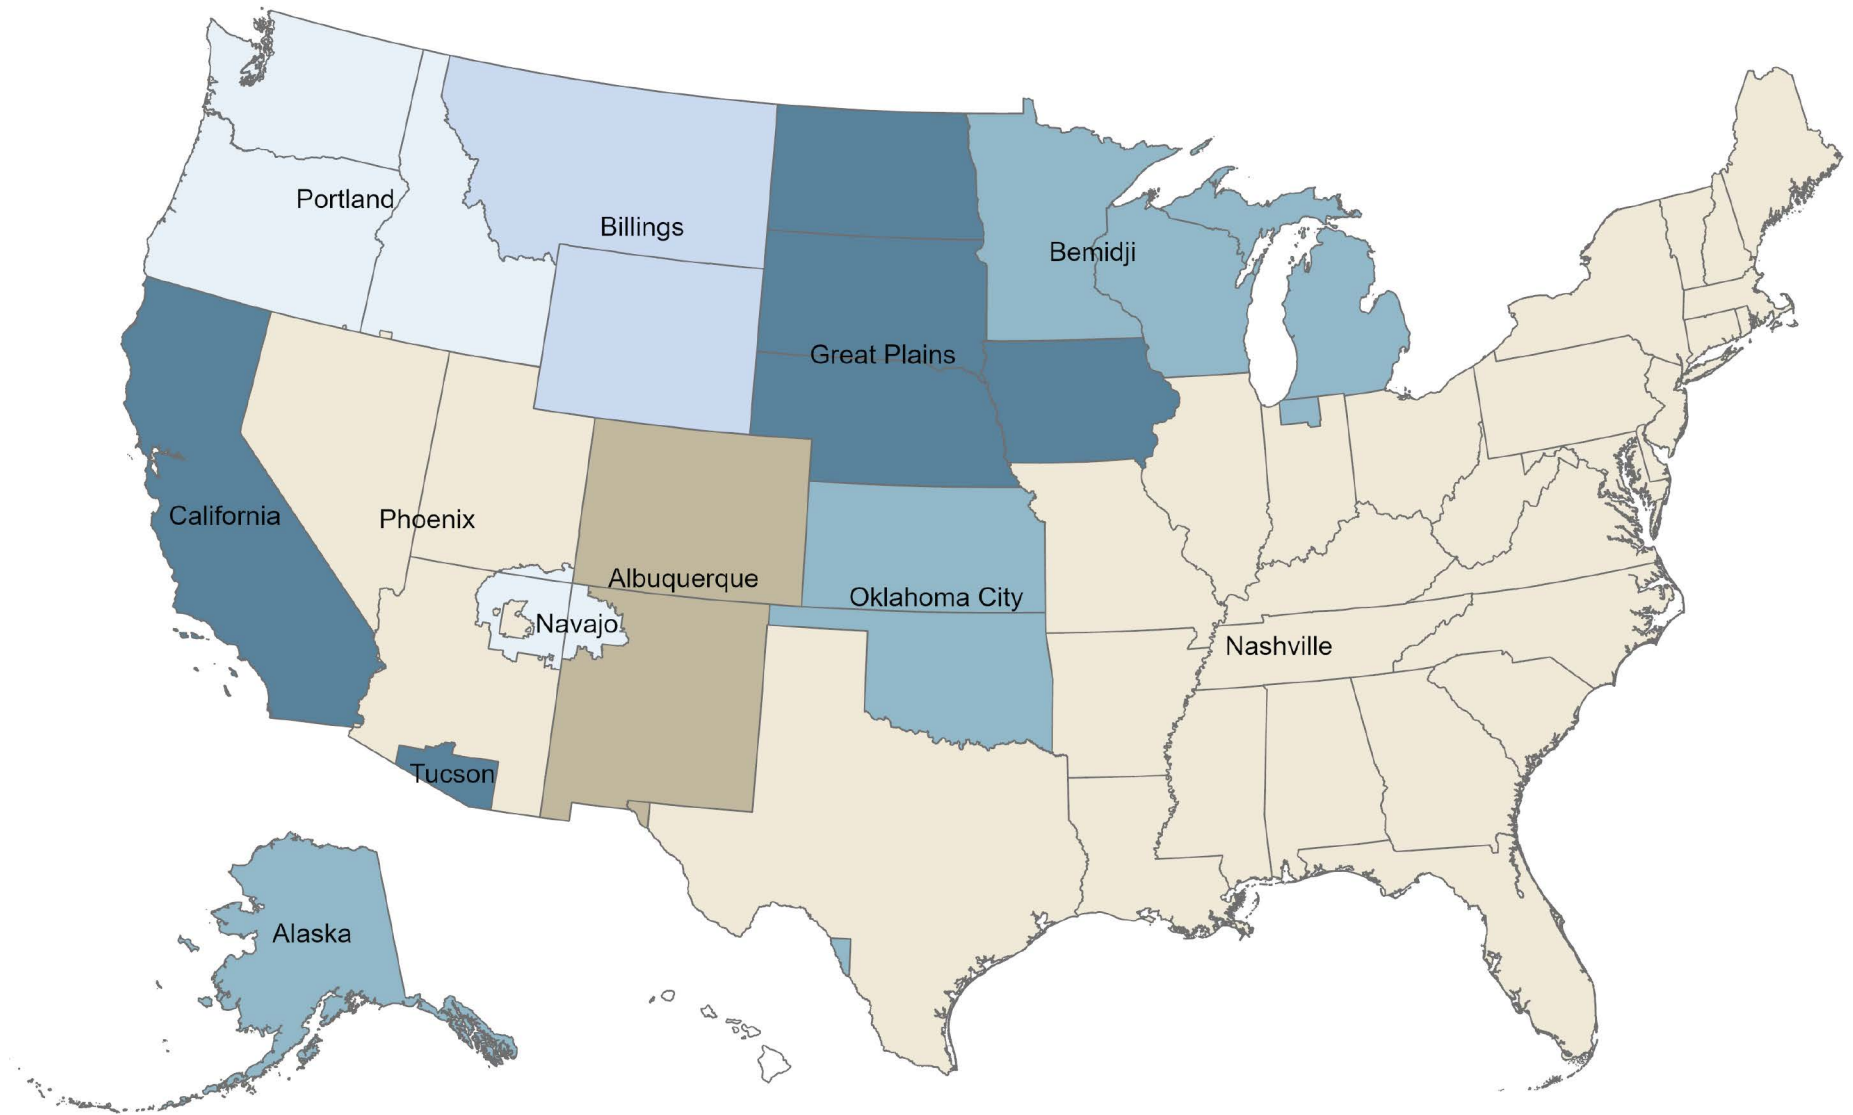 Portland
Billings
Bemidji
Great Plains
California
Phoenix
Albuquerque
Oklahoma City
Navajo
Nashville
Tucson
Alaska